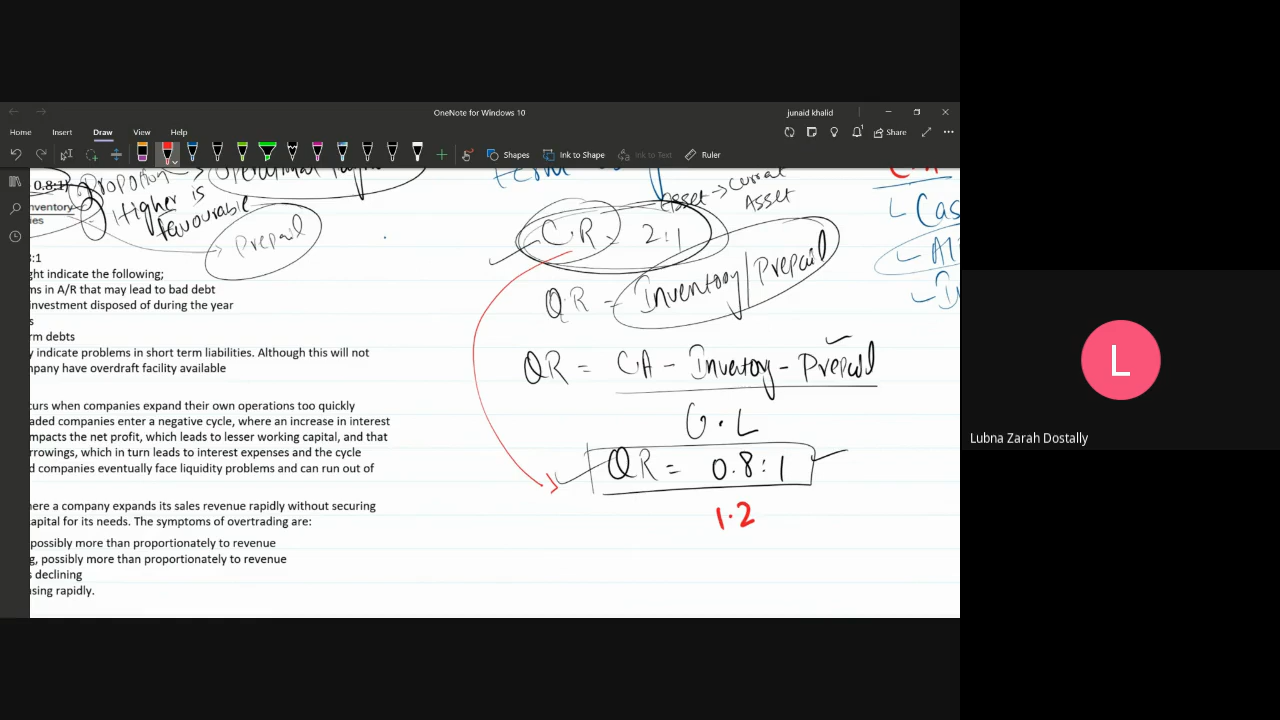 OneNote for Windows 10
junaid khalid
Home Insert Draw View Help
Share
Shapes Ink to Shape Ink to Text Ruler
0.8:1) Propotion Operational
nventory Higher is
ies favourable
Prepaid
3:1
ght indicate the following;
ms in A/R that may lead to bad debt
investment disposed of during the year
s
rm debts
y indicate problems in short term liabilities. Although this will not
mpany have overdraft facility available
curs when companies expand their own operations too quickly
aded companies enter a negative cycle, where an increase in interest
mpacts the net profit, which leads to lesser working capital, and that
rrowings, which in turn leads to interest expenses and the cycle
d companies eventually face liquidity problems and can run out of
here a company expands its sales revenue rapidly without securing
apital for its needs. The symptoms of overtrading are:
possibly more than proportionately to revenue
g, possibly more than proportionately to revenue
s declining
sing rapidly.
Asset → Current
Asset
CR = 2:1
QR = Inventory/Prepaid
QR = CA - Inventory - Prepaid
C.L
QR = 0.8:1
1.2
Cas
L
Lubna Zarah Dostally